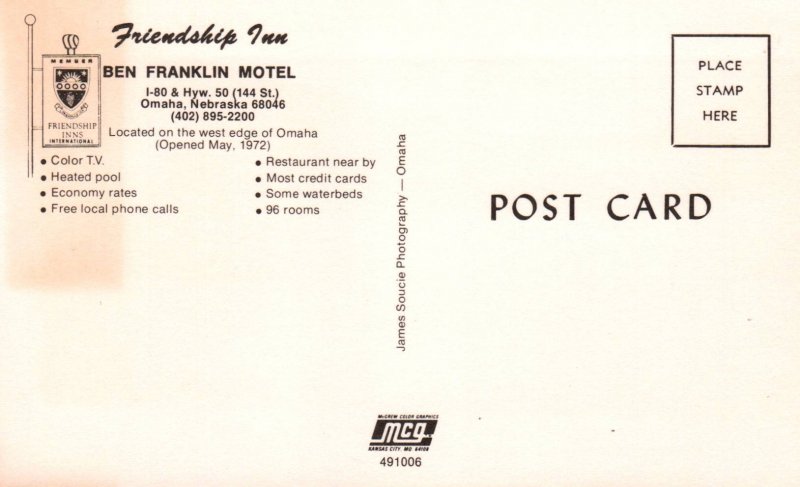 Friendship Inn
MEMBER
FRIENDSHIP
INNS
INTERNATIONAL
BEN FRANKLIN MOTEL
I-80 & Hyw. 50 (144 St.)
Omaha, Nebraska 68046
(402) 895-2200
Located on the west edge of Omaha
(Opened May, 1972)
• Color T.V.
• Heated pool
• Economy rates
• Free local phone calls
• Restaurant near by
• Most credit cards
• Some waterbeds
• 96 rooms
James Soucie Photography — Omaha
PLACE
STAMP
HERE
POST CARD
McGREW COLOR GRAPHICS
mcg
KANSAS CITY, MO. 64108
491006